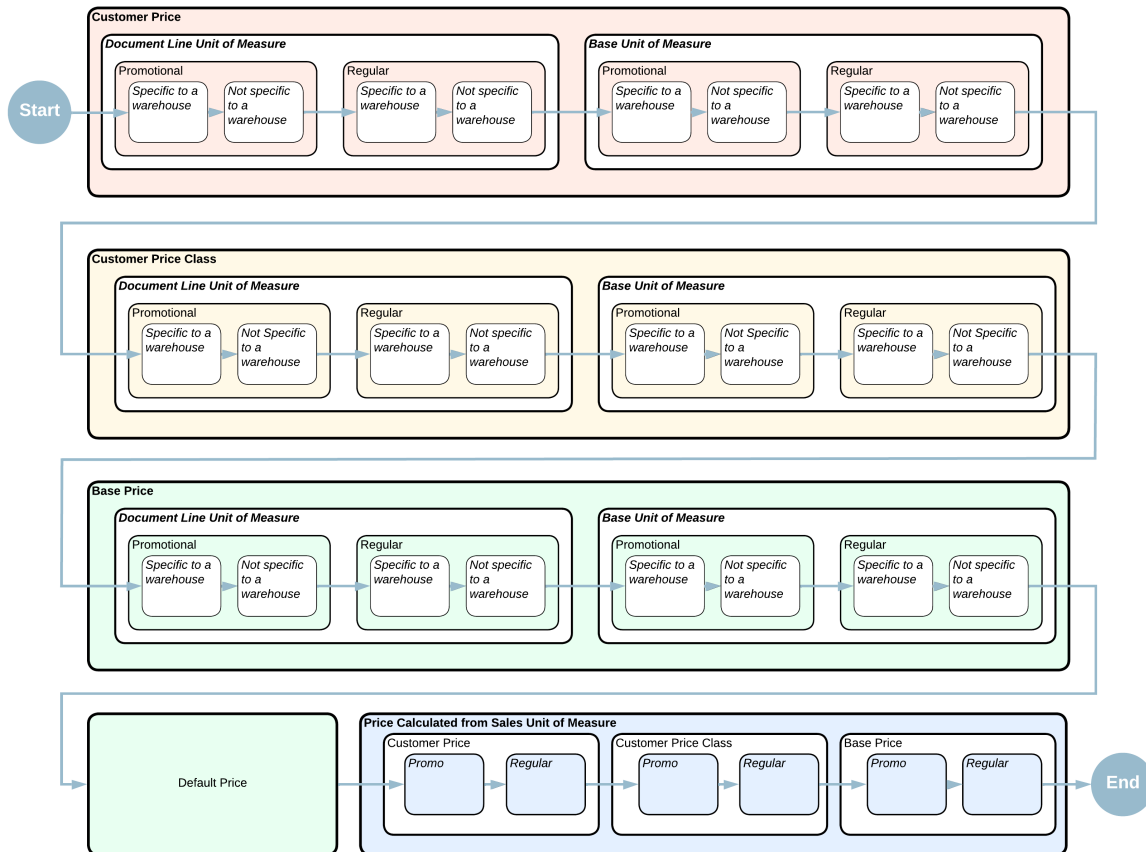 Customer Price
Document Line Unit of Measure
Base Unit of Measure
Promotional
Regular
Promotional
Regular
Start
Specific to a
warehouse
Not specific
to a
warehouse
Specific to a
warehouse
Not specific
to a
warehouse
Specific to a
warehouse
Not specific
to a
warehouse
Specific to a
warehouse
Not specific
to a
warehouse
Customer Price Class
Document Line Unit of Measure
Base Unit of Measure
Promotional
Regular
Promotional
Regular
Specific to a
warehouse
Not Specific
to a
warehouse
Specific to a
warehouse
Not specific
to a
warehouse
Specific to a
warehouse
Not Specific
to a
warehouse
Specific to a
warehouse
Not Specific
to a
warehouse
Base Price
Document Line Unit of Measure
Base Unit of Measure
Promotional
Regular
Promotional
Regular
Specific to a
warehouse
Not specific
to a
warehouse
Specific to a
warehouse
Not specific
to a
warehouse
Specific to a
warehouse
Not specific
to a
warehouse
Specific to a
warehouse
Not specific
to a
warehouse
Default Price
Price Calculated from Sales Unit of Measure
Customer Price
Promo
Regular
Customer Price Class
Promo
Regular
Base Price
Promo
Regular
End